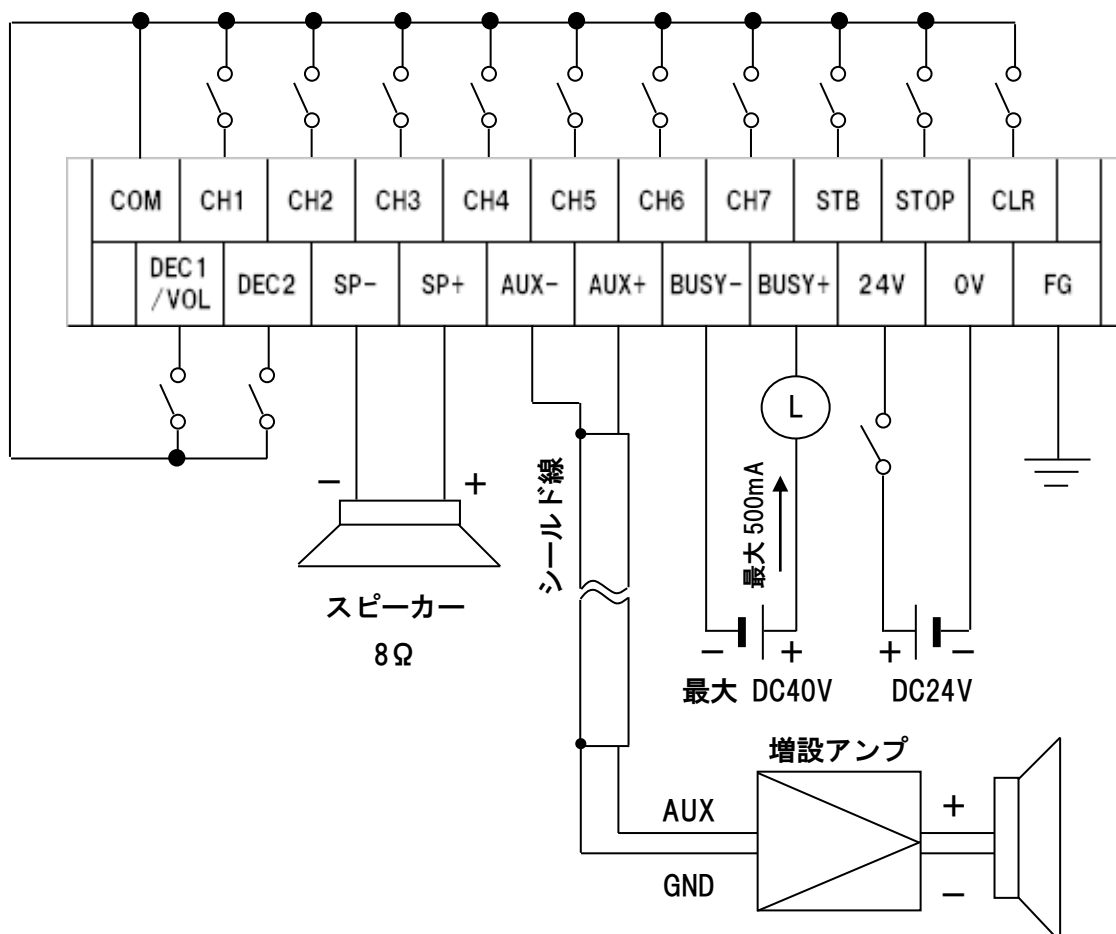 COM CH1 CH2 CH3 CH4 CH5 CH6 CH7 STB STOP CLR
DEC1
/VOL DEC2 SP- SP+ AUX- AUX+ BUSY- BUSY+ 24V 0V FG
L
シールド線
最大 500mA
- +
スピーカー
8Ω
- + + -
最大 DC40V DC24V
増設アンプ
AUX +
GND -